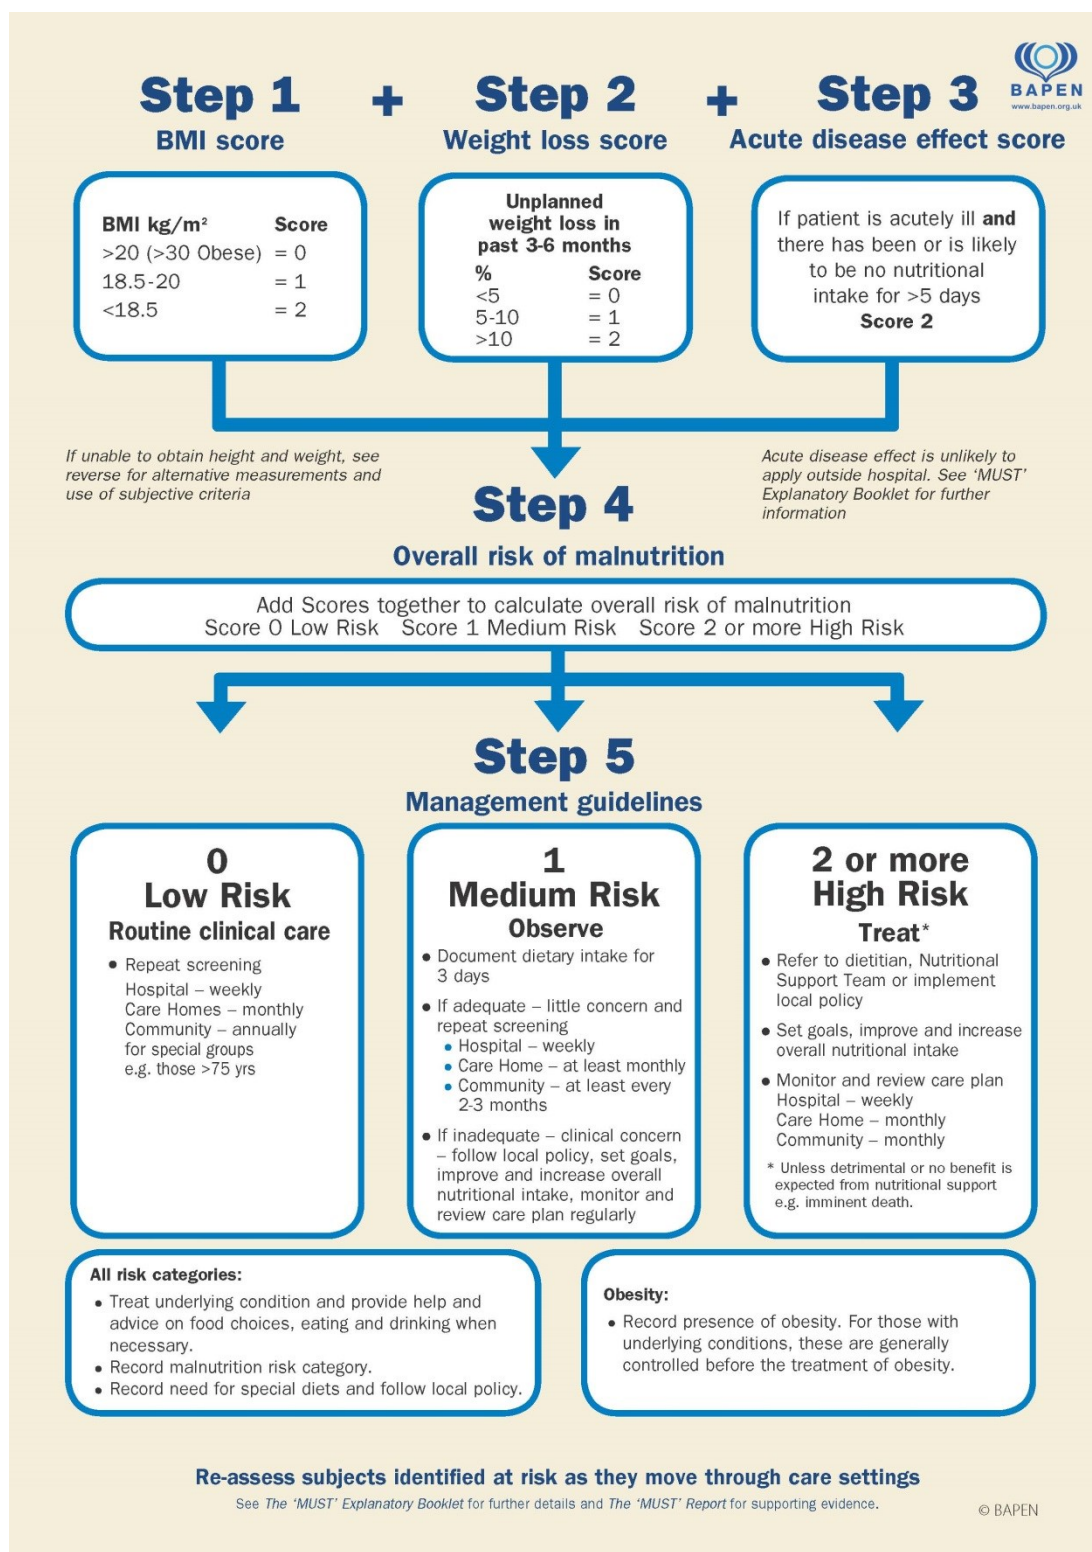 BAPEN
www.bapen.org.uk
Step 1 + Step 2 + Step 3
BMI score
Weight loss score
Acute disease effect score
BMI kg/m² Score
>20 (>30 Obese) = 0
18.5-20 = 1
<18.5 = 2
Unplanned
weight loss in
past 3-6 months
% Score
<5 = 0
5-10 = 1
>10 = 2
If patient is acutely ill and
there has been or is likely
to be no nutritional
intake for >5 days
Score 2
If unable to obtain height and weight, see
reverse for alternative measurements and
use of subjective criteria
Acute disease effect is unlikely to
apply outside hospital. See ‘MUST’
Explanatory Booklet for further
information
Step 4
Overall risk of malnutrition
Add Scores together to calculate overall risk of malnutrition
Score 0 Low Risk Score 1 Medium Risk Score 2 or more High Risk
Step 5
Management guidelines
0
Low Risk
Routine clinical care
• Repeat screening
Hospital – weekly
Care Homes – monthly
Community – annually
for special groups
e.g. those >75 yrs
1
Medium Risk
Observe
• Document dietary intake for
3 days
• If adequate – little concern and
repeat screening
• Hospital – weekly
• Care Home – at least monthly
• Community – at least every
2-3 months
• If inadequate – clinical concern
– follow local policy, set goals,
improve and increase overall
nutritional intake, monitor and
review care plan regularly
2 or more
High Risk
Treat*
• Refer to dietitian, Nutritional
Support Team or implement
local policy
• Set goals, improve and increase
overall nutritional intake
• Monitor and review care plan
Hospital – weekly
Care Home – monthly
Community – monthly
* Unless detrimental or no benefit is
expected from nutritional support
e.g. imminent death.
All risk categories:
• Treat underlying condition and provide help and
advice on food choices, eating and drinking when
necessary.
• Record malnutrition risk category.
• Record need for special diets and follow local policy.
Obesity:
• Record presence of obesity. For those with
underlying conditions, these are generally
controlled before the treatment of obesity.
Re-assess subjects identified at risk as they move through care settings
See The ‘MUST’ Explanatory Booklet for further details and The ‘MUST’ Report for supporting evidence.
© BAPEN